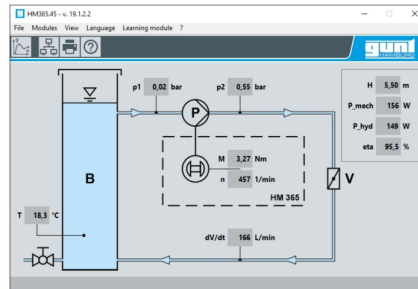 HM365.45 - v. 19.1.2.2
File Modules View Language Learning module ?
gunt
HAMBURG
p1 0,02 bar
p2 0,55 bar
H 5,50 m
P_mech 156 W
P_hyd 149 W
eta 95,5 %
P
B
M 3,27 Nm
n 457 1/min
HM 365
V
T 18,3 °C
dV/dt 166 L/min